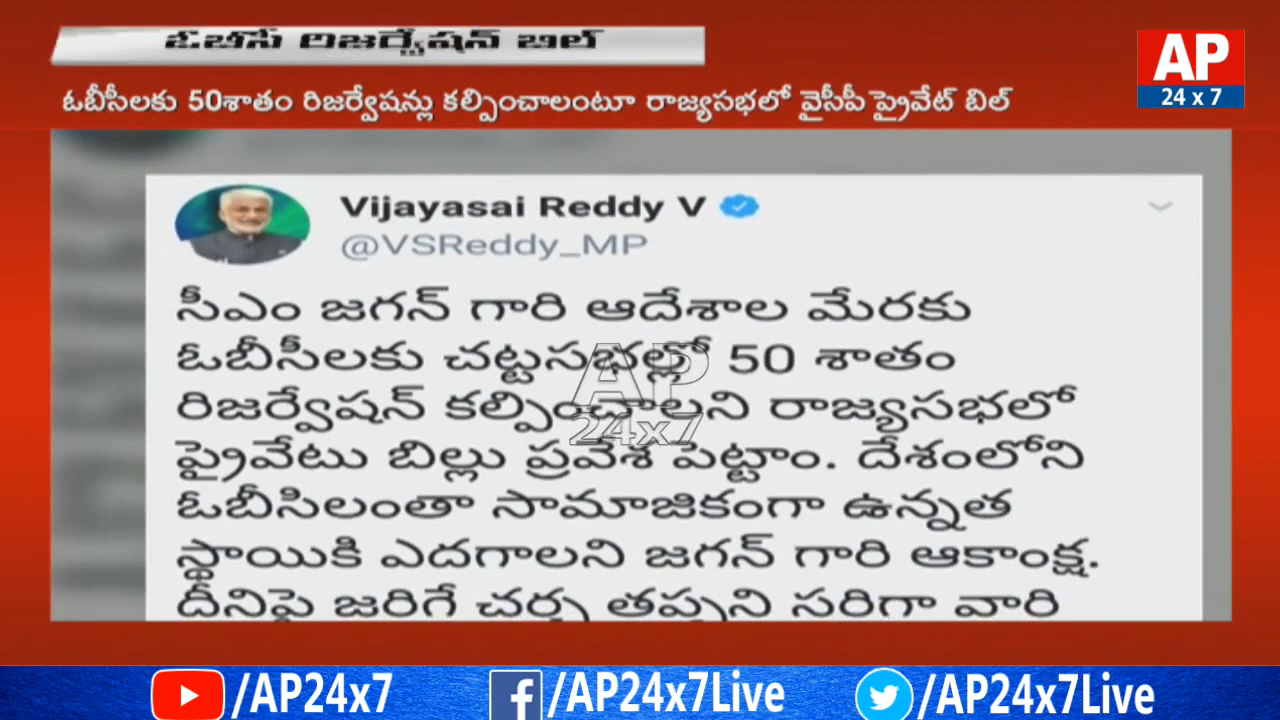 ఓబీసీ రిజర్వేషన్ బిల్
ఓబీసీలకు 50శాతం రిజర్వేషన్లు కల్పించాలంటూ రాజ్యసభలో వైసీపీ ప్రైవేట్ బిల్
AP
24 x 7
Vijayasai Reddy V
@VSReddy_MP
సీఎం జగన్ గారి ఆదేశాల మేరకు
ఓబీసీలకు చట్టసభల్లో 50 శాతం
రిజర్వేషన్ కల్పించాలని రాజ్యసభలో
ప్రైవేటు బిల్లు ప్రవేశ పెట్టాం. దేశంలోని
ఓబీసిలంతా సామాజికంగా ఉన్నత
స్థాయికి ఎదగాలని జగన్ గారి ఆకాంక్ష.
దీనిపై జరిగే చర్చ తప్పని సరిగా వారి
AP
24x7
/AP24x7
/AP24x7Live
/AP24x7Live